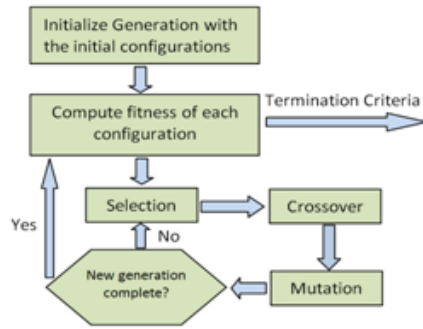 Initialize Generation with
the initial configurations
Termination Criteria
Compute fitness of each
configuration
Selection
Crossover
Yes
No
New generation
complete?
Mutation